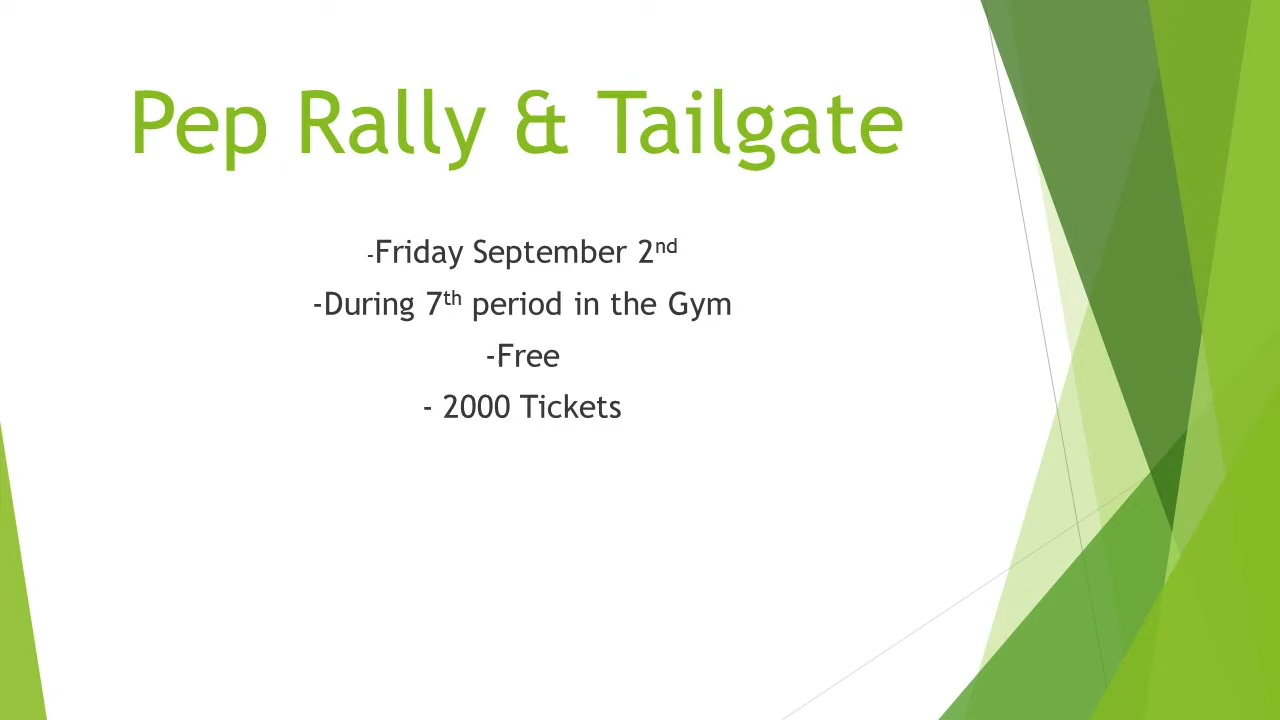 Pep Rally & Tailgate
-Friday September 2nd
-During 7th period in the Gym
-Free
- 2000 Tickets